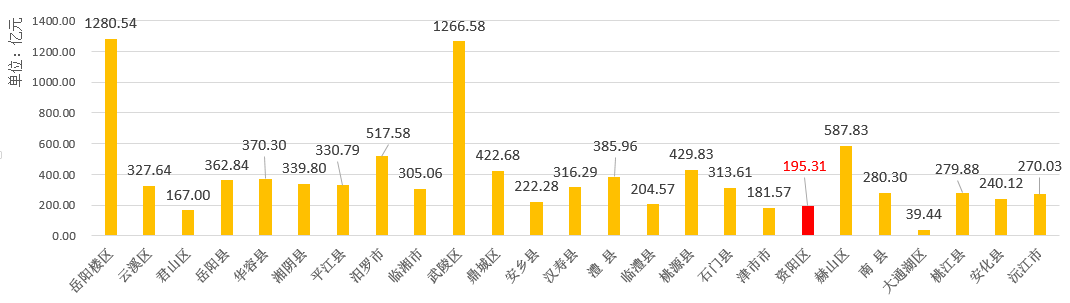 单位：亿元
1400.00
1200.00
1000.00
800.00
600.00
400.00
200.00
0.00
1280.54
327.64
167.00
362.84
370.30
339.80
330.79
517.58
305.06
1266.58
422.68
222.28
316.29
385.96
204.57
429.83
313.61
181.57
195.31
587.83
280.30
39.44
279.88
240.12
270.03
岳阳楼区
云溪区
君山区
岳阳县
华容县
湘阴县
平江县
汨罗市
临湘市
武陵区
鼎城区
安乡县
汉寿县
澧 县
临澧县
桃源县
石门县
津市市
资阳区
赫山区
南 县
大通湖区
桃江县
安化县
沅江市